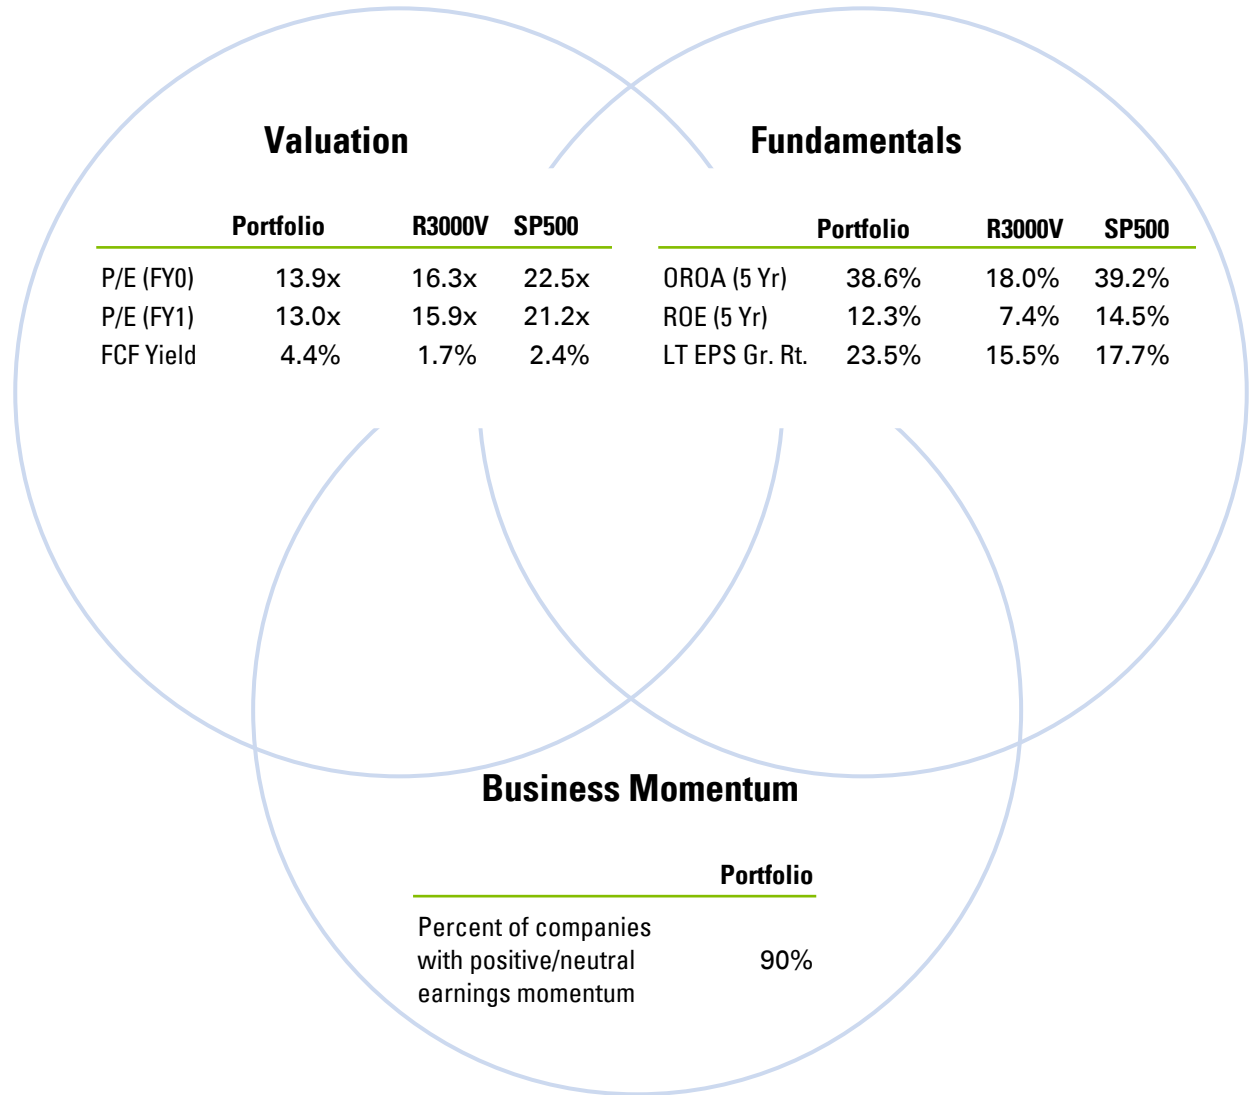 Valuation
Portfolio R3000V SP500
P/E (FY0) 13.9x 16.3x 22.5x
P/E (FY1) 13.0x 15.9x 21.2x
FCF Yield 4.4% 1.7% 2.4%
Fundamentals
Portfolio R3000V SP500
OROA (5 Yr) 38.6% 18.0% 39.2%
ROE (5 Yr) 12.3% 7.4% 14.5%
LT EPS Gr. Rt. 23.5% 15.5% 17.7%
Business Momentum
Portfolio
Percent of companies
with positive/neutral 90%
earnings momentum